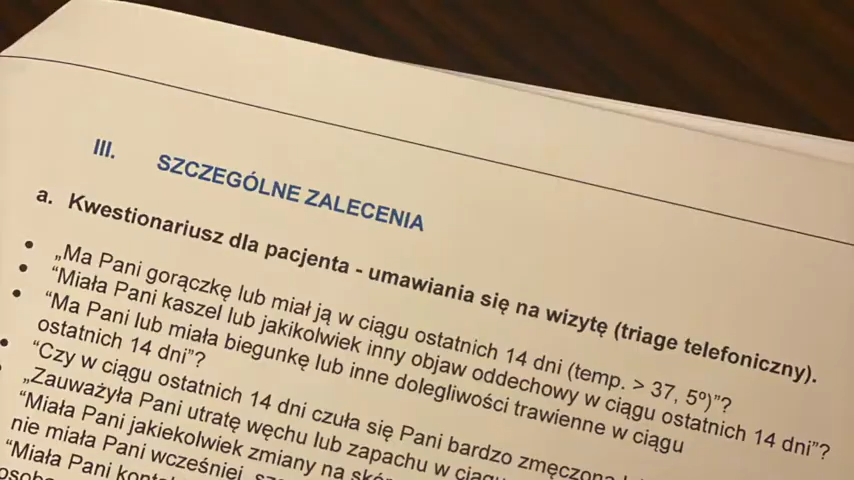 III. SZCZEGÓLNE ZALECENIA
a. Kwestionariusz dla pacjenta - umawiania się na wizytę (triage telefoniczny).
• „Ma Pani gorączkę lub miał ją w ciągu ostatnich 14 dni (temp. > 37, 5º)”?
• “Miała Pani kaszel lub jakikolwiek inny objaw oddechowy w ciągu ostatnich 14 dni”?
• “Ma Pani lub miała biegunkę lub inne dolegliwości trawienne w ciągu
ostatnich 14 dni”?
• “Czy w ciągu ostatnich 14 dni czuła się Pani bardzo zmęczona
„Zauważyła Pani utratę węchu lub zapachu w ciągu
“Miała Pani jakiekolwiek zmiany na
nie miała Pani wcześniej,
“Miała Pani